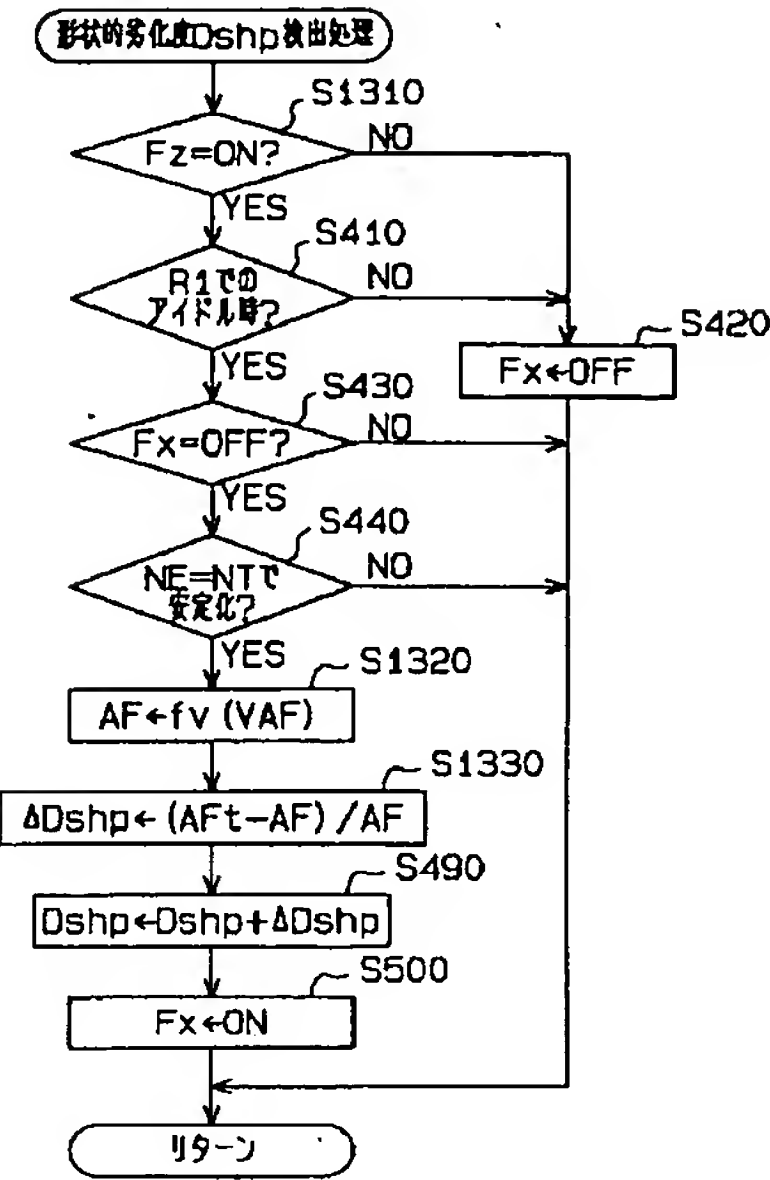 形状的劣化度Dshp検出処理
S1310
Fz=ON?
NO
YES
S410
R1での
アイドル時?
NO
YES
S420
Fx←OFF
S430
Fx=OFF?
NO
YES
S440
NE=NTで
安定化?
NO
YES
S1320
AF←fv(VAF)
S1330
ΔDshp←(AFt-AF)/AF
S490
Dshp←Dshp+ΔDshp
S500
Fx←ON
リターン